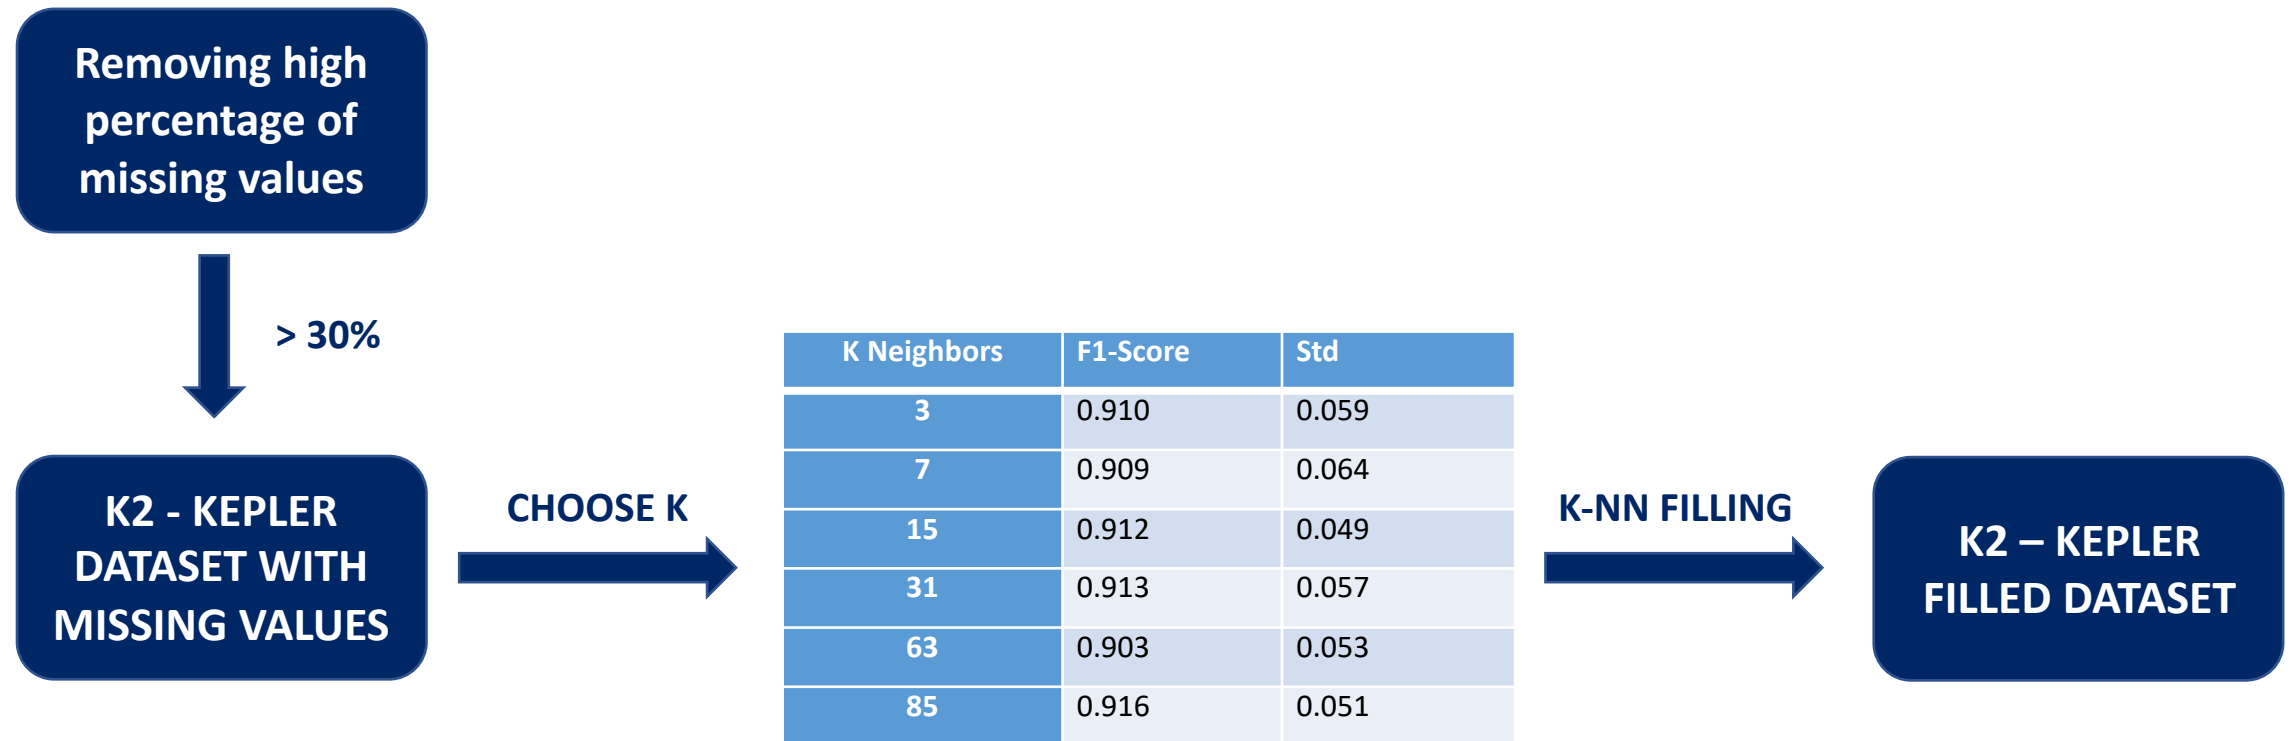 Removing high
percentage of
missing values
> 30%
K2 - KEPLER
DATASET WITH
MISSING VALUES
CHOOSE K
K Neighbors F1-Score Std
3 0.910 0.059
7 0.909 0.064
15 0.912 0.049
31 0.913 0.057
63 0.903 0.053
85 0.916 0.051
K-NN FILLING
K2 – KEPLER
FILLED DATASET